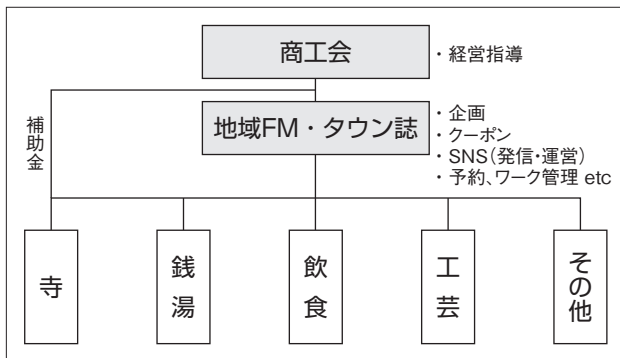 商工会
・経営指導
補助金
地域FM・タウン誌
・企画
・クーポン
・SNS(発信・運営)
・予約、ワーク管理 etc
寺
銭湯
飲食
工芸
その他